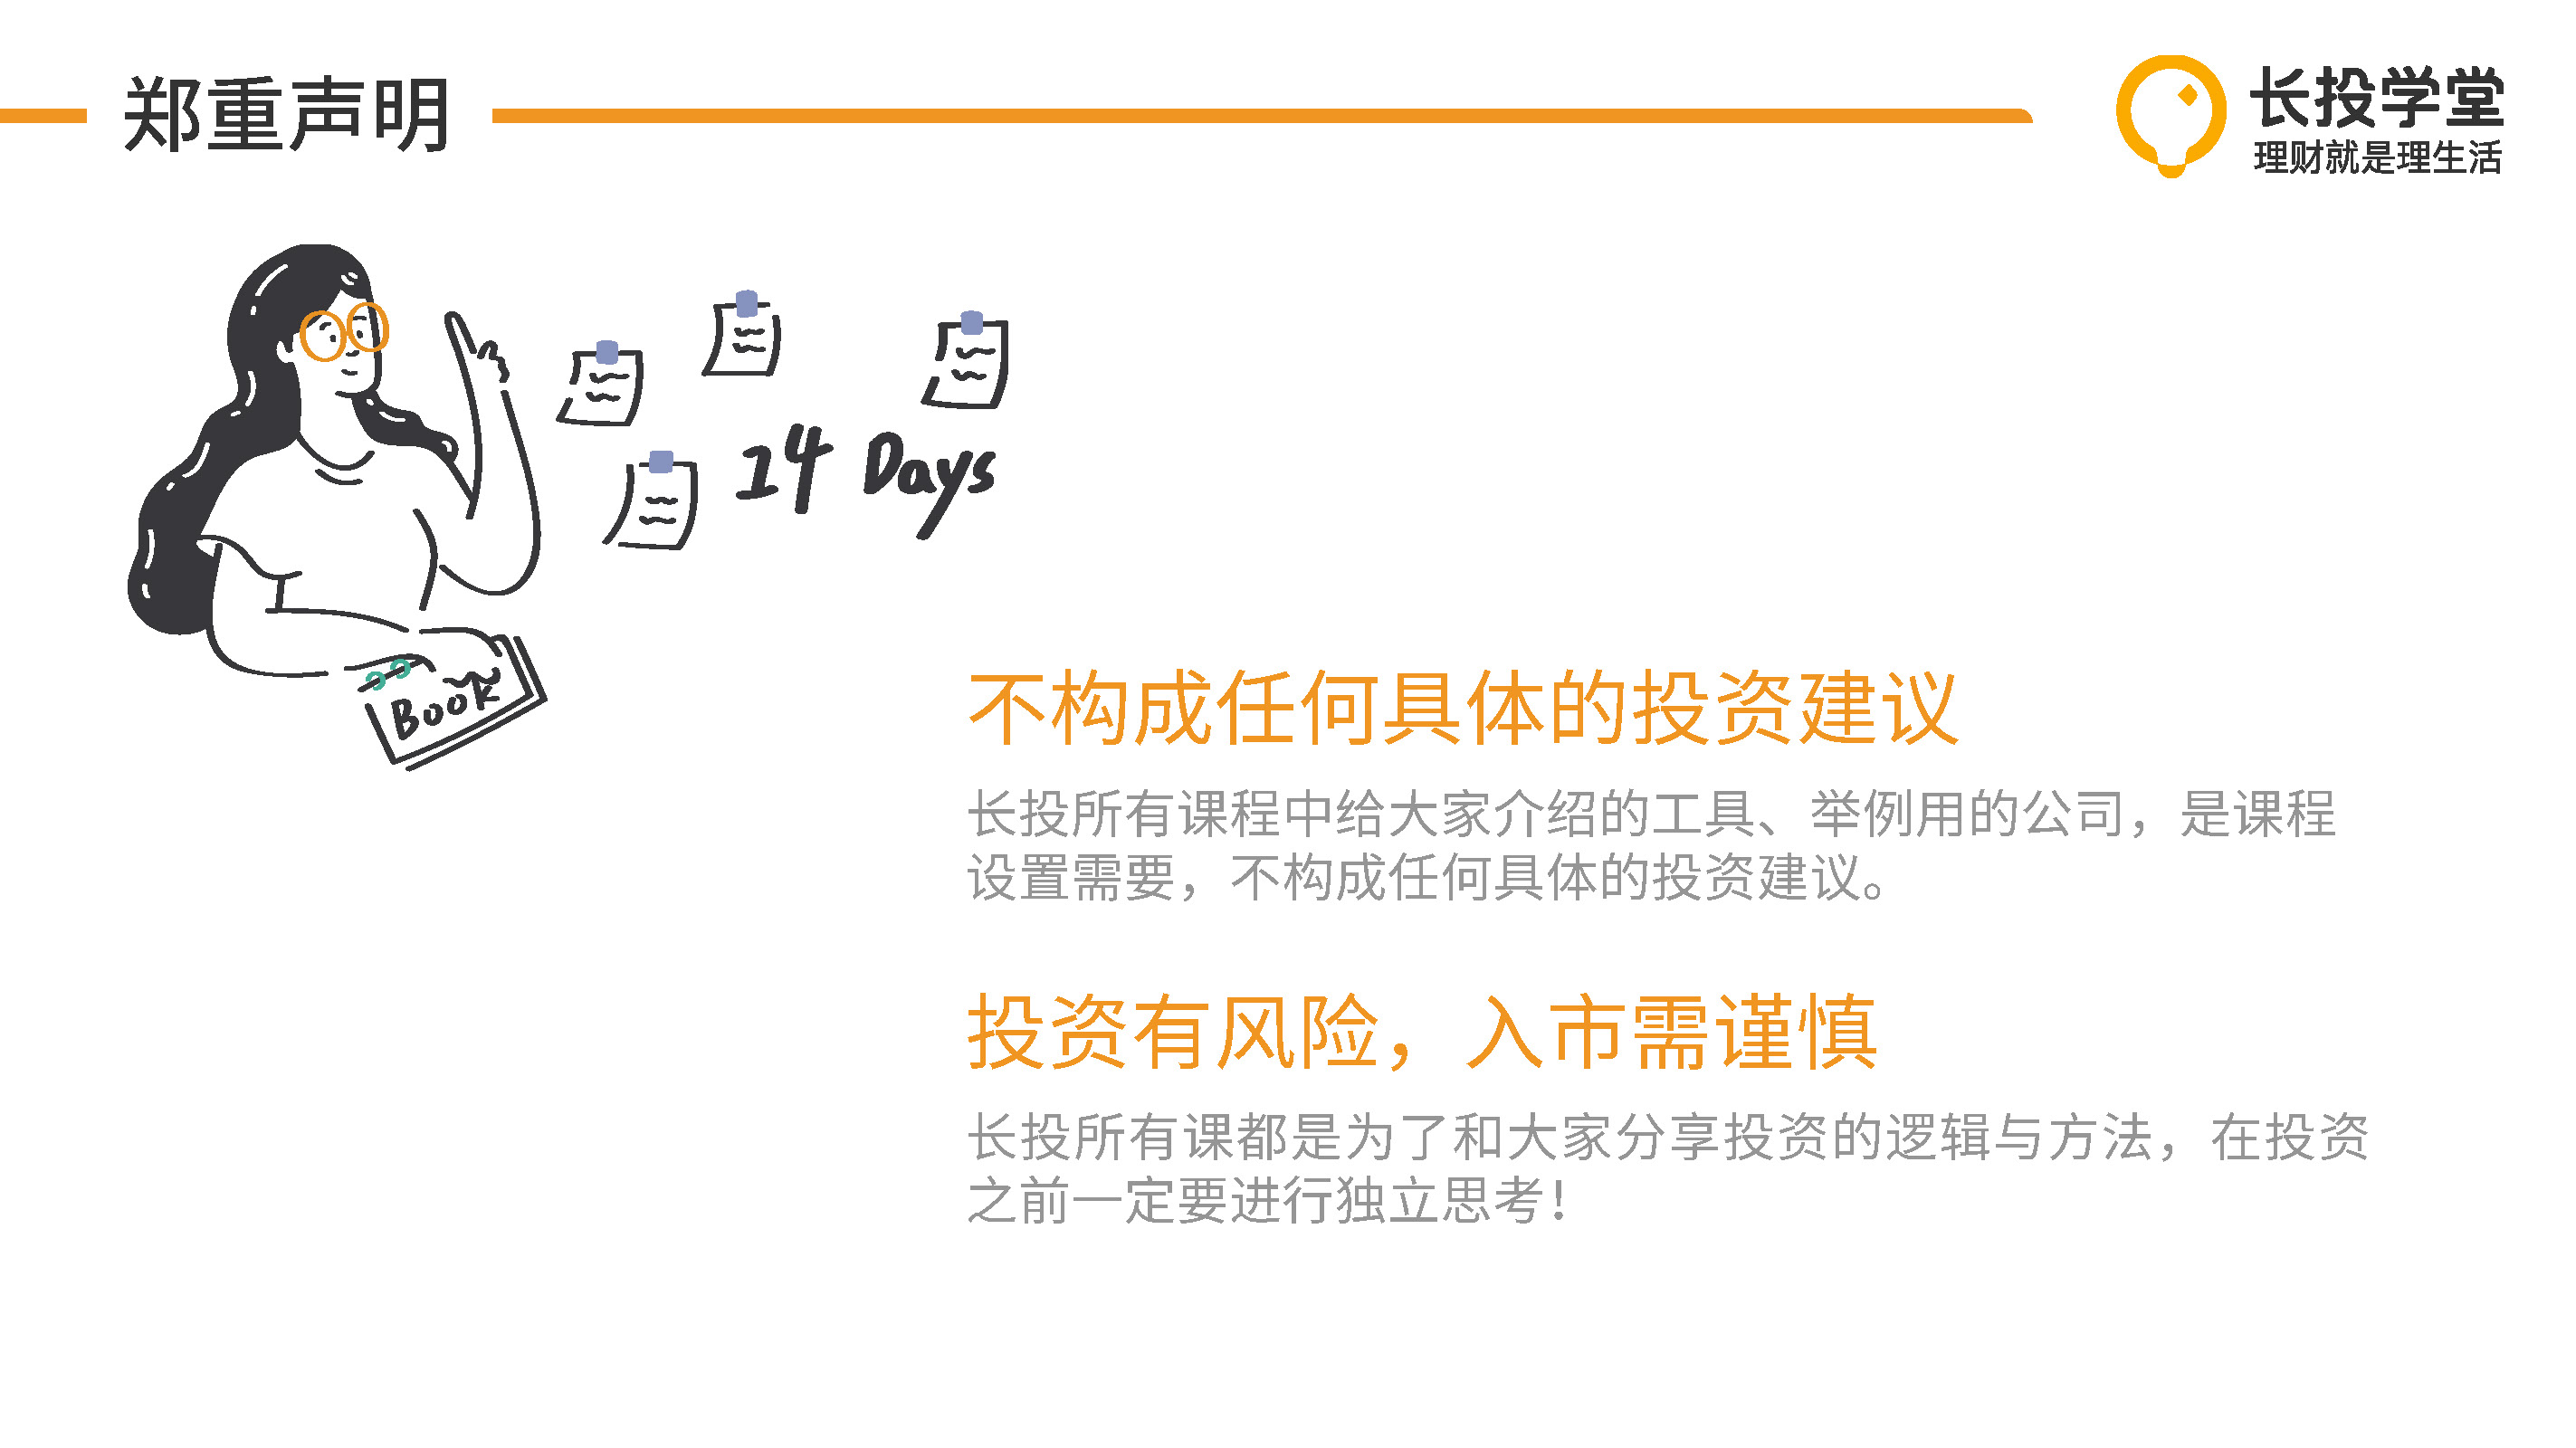 郑重声明
长投学堂
理财就是理生活
14 Days
Book
不构成任何具体的投资建议
长投所有课程中给大家介绍的工具、举例用的公司，是课程
设置需要，不构成任何具体的投资建议。
投资有风险，入市需谨慎
长投所有课都是为了和大家分享投资的逻辑与方法，在投资
之前一定要进行独立思考！